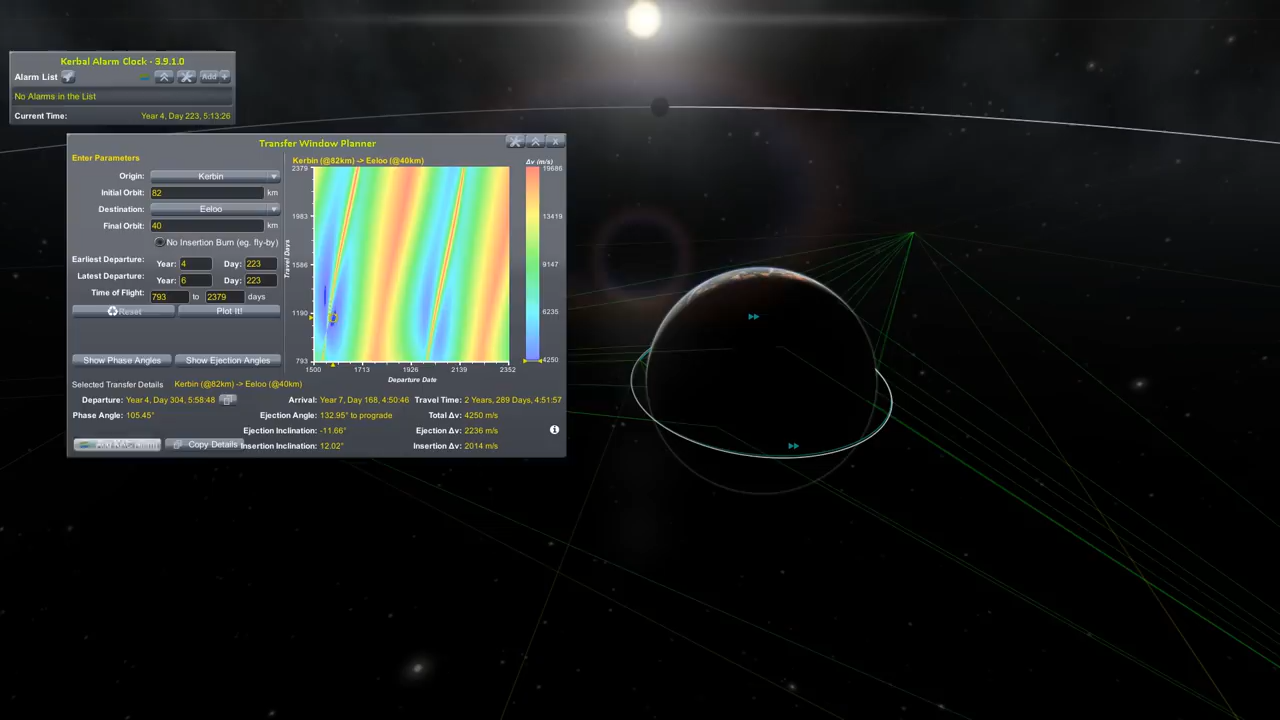 Kerbal Alarm Clock - 3.9.1.0
Alarm List Add +
No Alarms in the List
Current Time: Year 4, Day 223, 5:13:26
Transfer Window Planner
Enter Parameters
Origin: Kerbin
Initial Orbit: 82 km
Destination: Eeloo
Final Orbit: 40 km
No Insertion Burn (eg. fly-by)
Earliest Departure: Year: 4 Day: 223
Latest Departure: Year: 6 Day: 223
Time of Flight: 793 to 2379 days
Reset Plot It!
Show Phase Angles Show Ejection Angles
Kerbin (@82km) -> Eeloo (@40km)
Δv (m/s)
2379
1983
1586
1190
793
Travel Days
1500 1713 1926 2139 2352
Departure Date
19686
13419
9147
6235
4250
Selected Transfer Details Kerbin (@82km) -> Eeloo (@40km)
Departure: Year 4, Day 304, 5:58:48 Arrival: Year 7, Day 168, 4:50:46 Travel Time: 2 Years, 289 Days, 4:51:57
Phase Angle: 105.45° Ejection Angle: 132.95° to prograde Total Δv: 4250 m/s
Ejection Inclination: -11.66° Ejection Δv: 2236 m/s
Add KAC Alarm Copy Details Insertion Inclination: 12.02° Insertion Δv: 2014 m/s